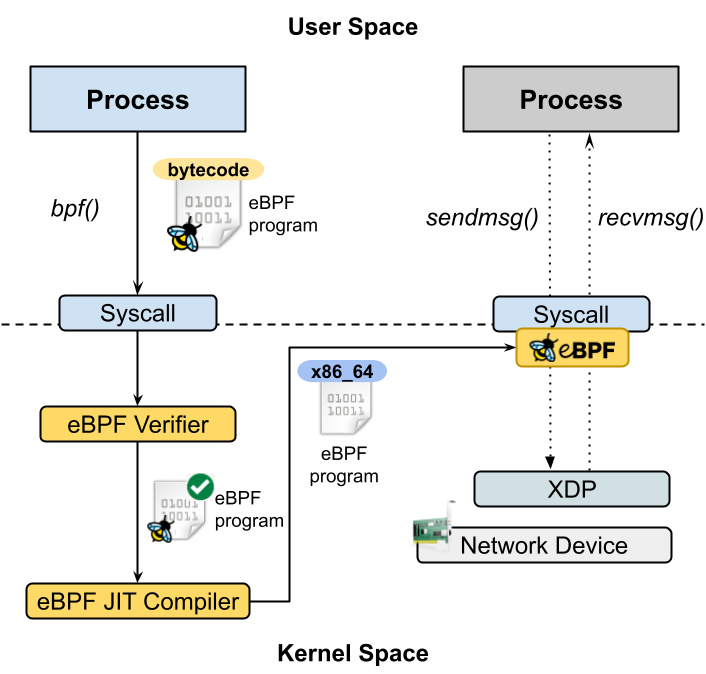 User Space
Process
Process
bytecode
01001
10011
eBPF
program
bpf()
sendmsg()
recvmsg()
Syscall
Syscall
eBPF
x86_64
01001
10011
eBPF
program
eBPF Verifier
01001
10011
eBPF
program
XDP
Network Device
eBPF JIT Compiler
Kernel Space